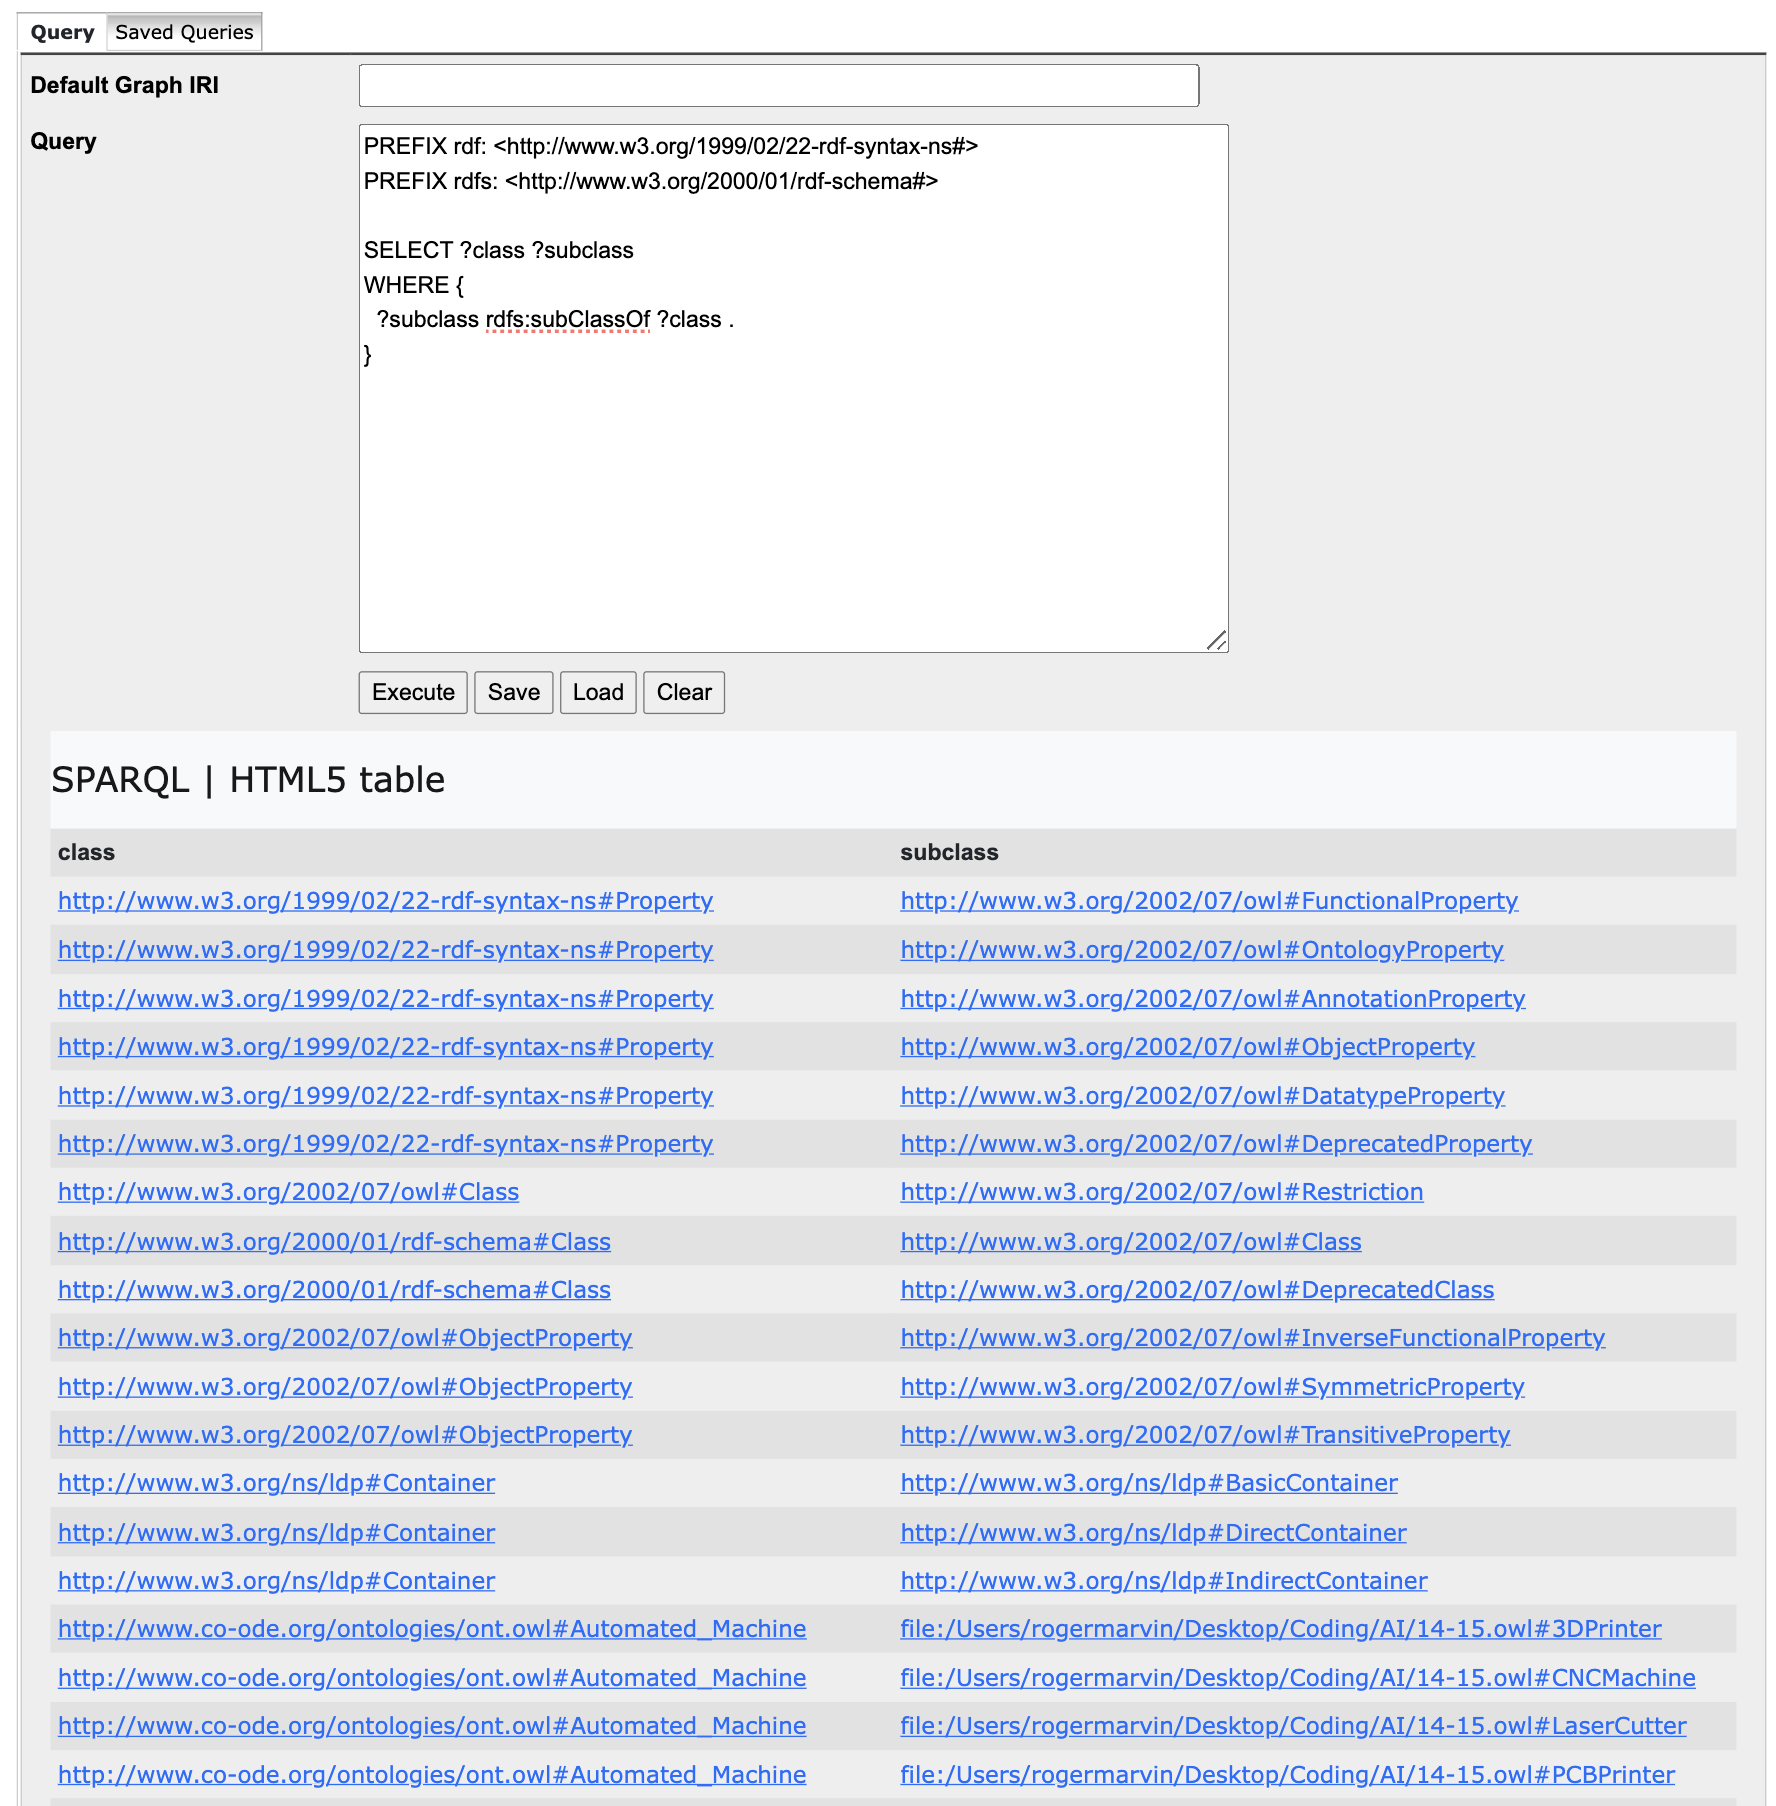 Query Saved Queries
Default Graph IRI
Query
PREFIX rdf: <http://www.w3.org/1999/02/22-rdf-syntax-ns#>
PREFIX rdfs: <http://www.w3.org/2000/01/rdf-schema#>
SELECT ?class ?subclass
WHERE {
?subclass rdfs:subClassOf ?class .
}
Execute Save Load Clear
SPARQL | HTML5 table
class subclass
http://www.w3.org/1999/02/22-rdf-syntax-ns#Property http://www.w3.org/2002/07/owl#FunctionalProperty
http://www.w3.org/1999/02/22-rdf-syntax-ns#Property http://www.w3.org/2002/07/owl#OntologyProperty
http://www.w3.org/1999/02/22-rdf-syntax-ns#Property http://www.w3.org/2002/07/owl#AnnotationProperty
http://www.w3.org/1999/02/22-rdf-syntax-ns#Property http://www.w3.org/2002/07/owl#ObjectProperty
http://www.w3.org/1999/02/22-rdf-syntax-ns#Property http://www.w3.org/2002/07/owl#DatatypeProperty
http://www.w3.org/1999/02/22-rdf-syntax-ns#Property http://www.w3.org/2002/07/owl#DeprecatedProperty
http://www.w3.org/2002/07/owl#Class http://www.w3.org/2002/07/owl#Restriction
http://www.w3.org/2000/01/rdf-schema#Class http://www.w3.org/2002/07/owl#Class
http://www.w3.org/2000/01/rdf-schema#Class http://www.w3.org/2002/07/owl#DeprecatedClass
http://www.w3.org/2002/07/owl#ObjectProperty http://www.w3.org/2002/07/owl#InverseFunctionalProperty
http://www.w3.org/2002/07/owl#ObjectProperty http://www.w3.org/2002/07/owl#SymmetricProperty
http://www.w3.org/2002/07/owl#ObjectProperty http://www.w3.org/2002/07/owl#TransitiveProperty
http://www.w3.org/ns/ldp#Container http://www.w3.org/ns/ldp#BasicContainer
http://www.w3.org/ns/ldp#Container http://www.w3.org/ns/ldp#DirectContainer
http://www.w3.org/ns/ldp#Container http://www.w3.org/ns/ldp#IndirectContainer
http://www.co-ode.org/ontologies/ont.owl#Automated_Machine file:/Users/rogermarvin/Desktop/Coding/AI/14-15.owl#3DPrinter
http://www.co-ode.org/ontologies/ont.owl#Automated_Machine file:/Users/rogermarvin/Desktop/Coding/AI/14-15.owl#CNCMachine
http://www.co-ode.org/ontologies/ont.owl#Automated_Machine file:/Users/rogermarvin/Desktop/Coding/AI/14-15.owl#LaserCutter
http://www.co-ode.org/ontologies/ont.owl#Automated_Machine file:/Users/rogermarvin/Desktop/Coding/AI/14-15.owl#PCBPrinter